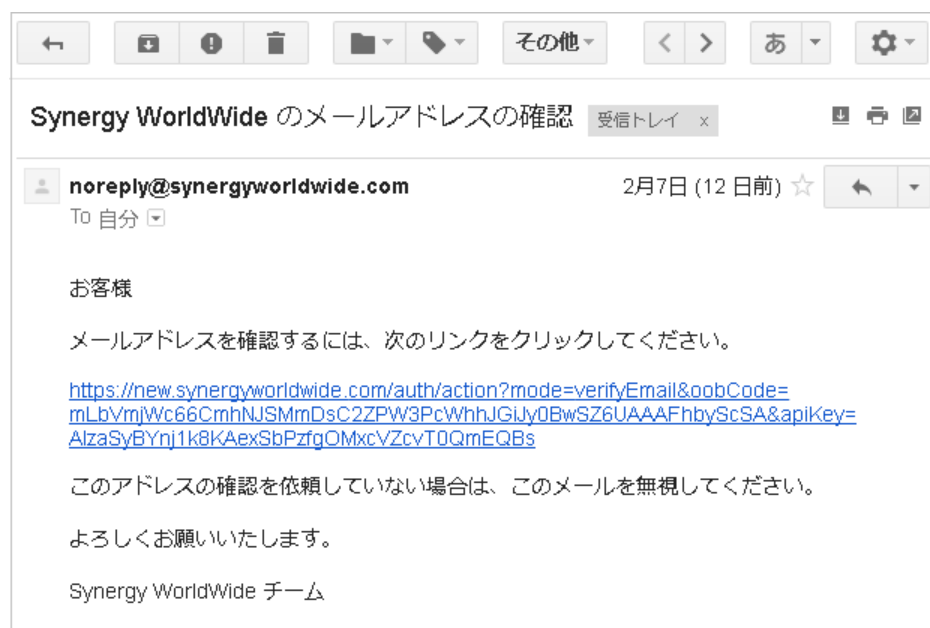 その他
あ
Synergy WorldWide のメールアドレスの確認 受信トレイ x
noreply@synergyworldwide.com 2月7日 (12 日前)
To 自分
お客様
メールアドレスを確認するには、次のリンクをクリックしてください。
https://new.synergyworldwide.com/auth/action?mode=verifyEmail&oobCode=
mLbVmjWc66CmhNJSMmDsC2ZPW3PcWhhJGiJy0BwSZ6UAAAFhbyScSA&apiKey=
AIzaSyBYnj1k8KAexSbPzfgOMxcVZcvT0QmEQBs
このアドレスの確認を依頼していない場合は、このメールを無視してください。
よろしくお願いいたします。
Synergy WorldWide チーム